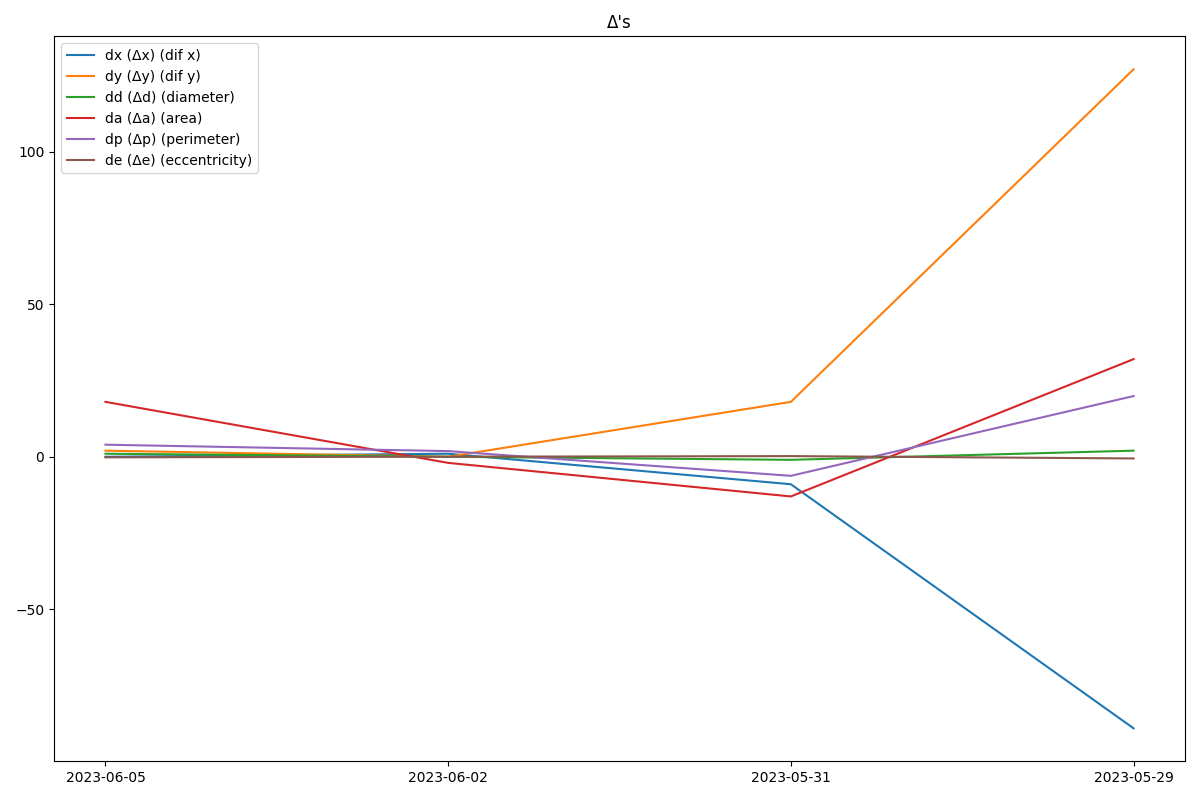 Δ's
dx (Δx) (dif x)
dy (Δy) (dif y)
dd (Δd) (diameter)
da (Δa) (area)
dp (Δp) (perimeter)
de (Δe) (eccentricity)
100
50
0
−50
2023-06-05
2023-06-02
2023-05-31
2023-05-29